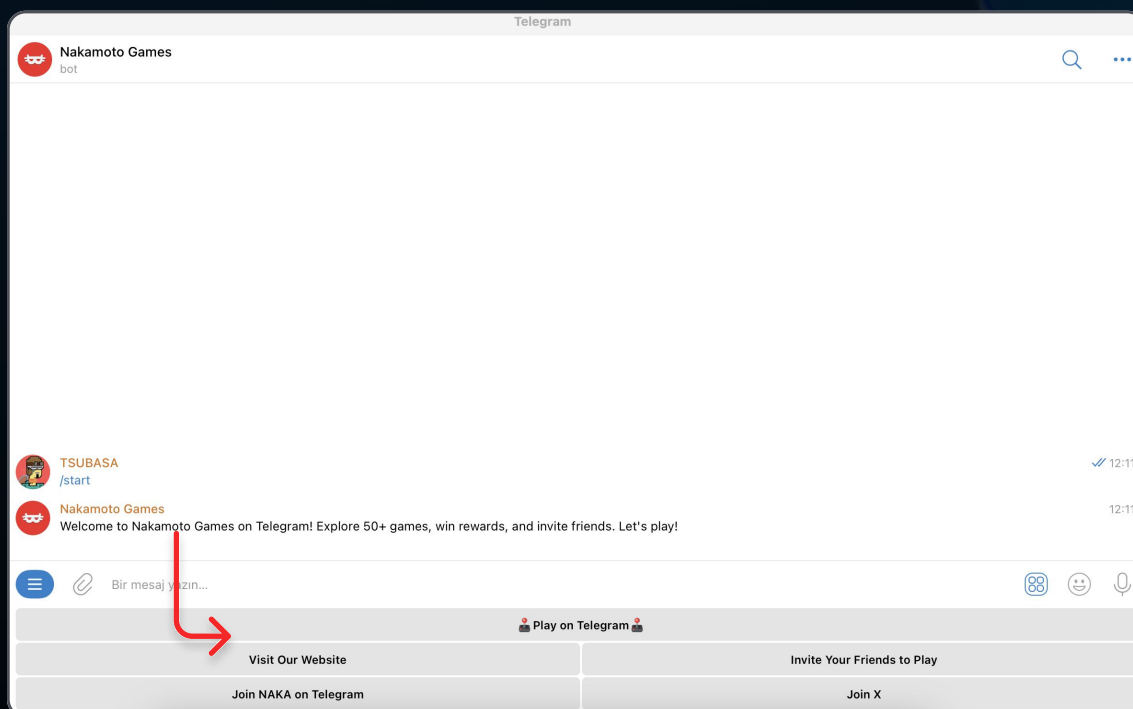 Telegram
Nakamoto Games
bot
TSUBASA
/start
12:11
Nakamoto Games
12:11
Welcome to Nakamoto Games on Telegram! Explore 50+ games, win rewards, and invite friends. Let's play!
Bir mesaj yazın...
🕹️Play on Telegram🕹️
Visit Our Website
Invite Your Friends to Play
Join NAKA on Telegram
Join X